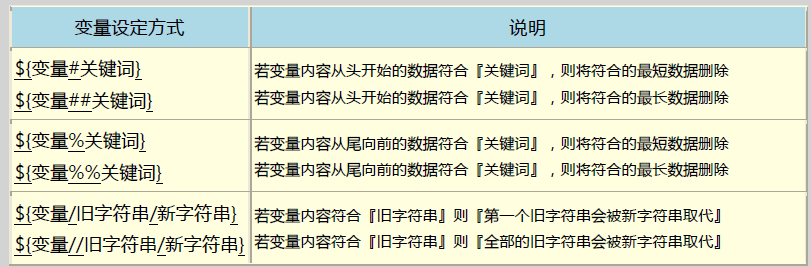 变量设定方式	说明
${变量#关键词}	若变量内容从头开始的数据符合『关键词』，则将符合的最短数据删除
${变量##关键词}	若变量内容从头开始的数据符合『关键词』，则将符合的最长数据删除
${变量%关键词}	若变量内容从尾向前的数据符合『关键词』，则将符合的最短数据删除
${变量%%关键词}	若变量内容从尾向前的数据符合『关键词』，则将符合的最长数据删除
${变量/旧字符串/新字符串}	若变量内容符合『旧字符串』则『第一个旧字符串会被新字符串取代』
${变量//旧字符串/新字符串}	若变量内容符合『旧字符串』则『全部的旧字符串会被新字符串取代』